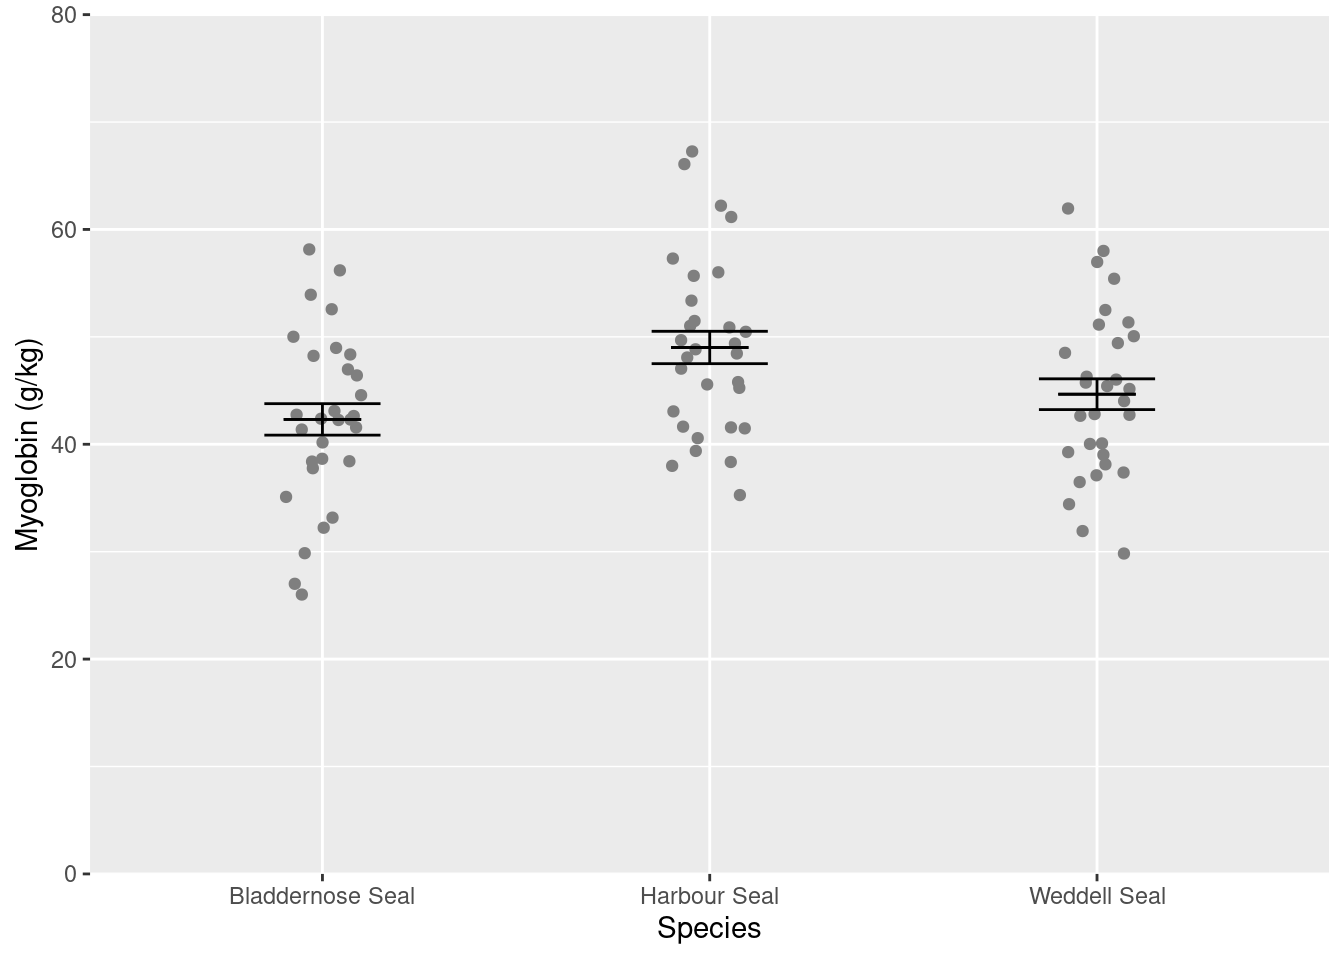 Myoglobin (g/kg)
80
60
40
20
0
Bladdernose Seal
Harbour Seal
Weddell Seal
Species